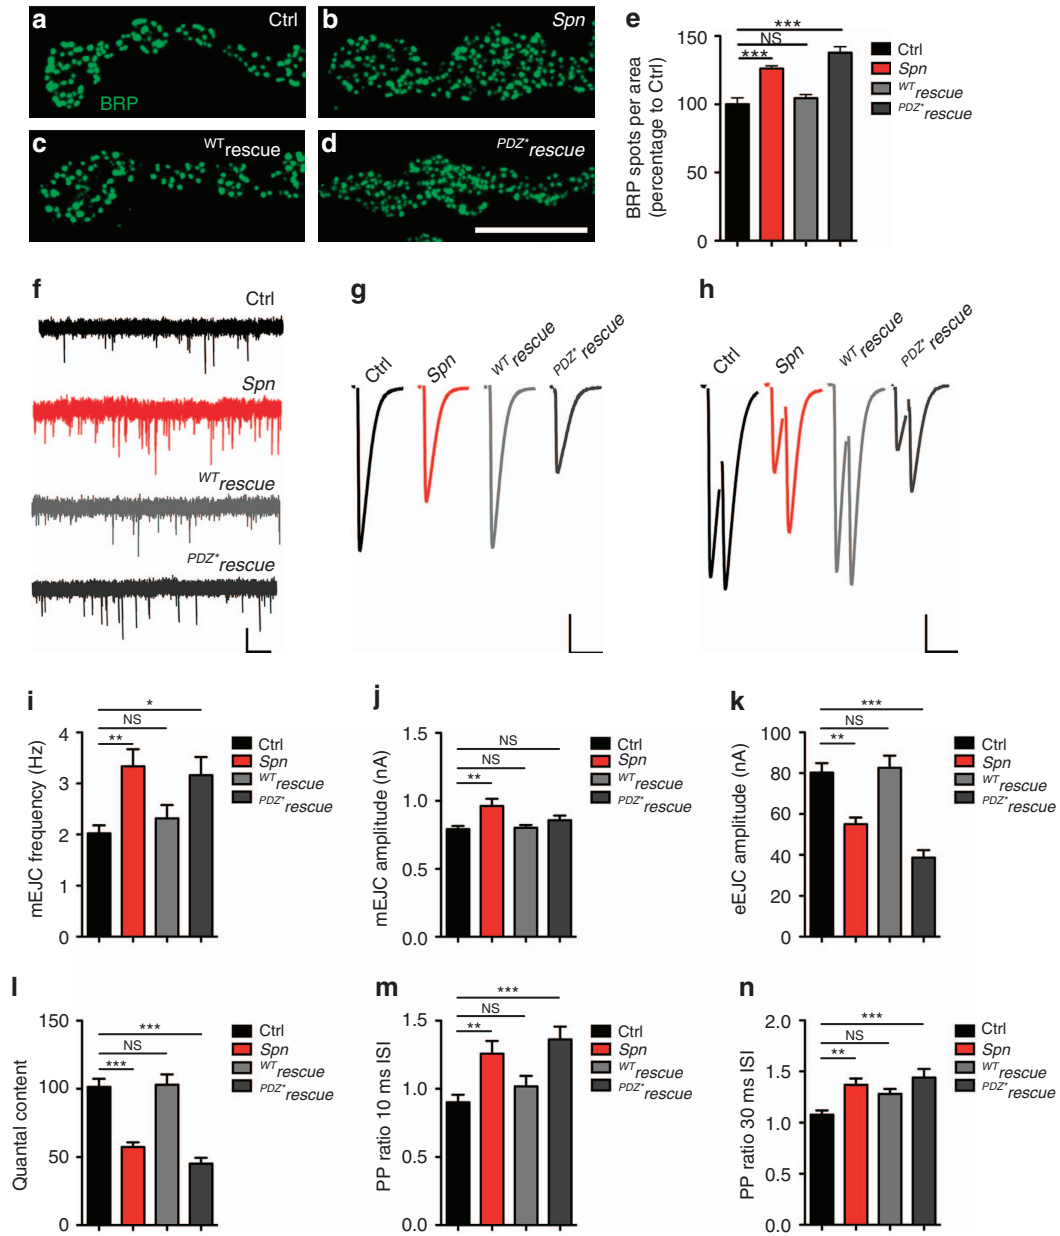 a
Ctrl
BRP
b
Spn
c
WTrescue
d
PDZ*rescue
e
BRP spots per area
(percentage to Ctrl)
150
100
50
0
***
NS
***
Ctrl
Spn
WTrescue
PDZ*rescue
f
Ctrl
Spn
WTrescue
PDZ*rescue
g
Ctrl
Spn
WTrescue
PDZ*rescue
h
Ctrl
Spn
WTrescue
PDZ*rescue
i
mEJC frequency (Hz)
4
3
2
1
0
*
NS
**
Ctrl
Spn
WTrescue
PDZ*rescue
j
mEJC amplitude (nA)
1.5
1.0
0.5
0.0
NS
NS
**
Ctrl
Spn
WTrescue
PDZ*rescue
k
eEJC amplitude (nA)
100
80
60
40
20
0
***
NS
**
Ctrl
Spn
WTrescue
PDZ*rescue
l
Quantal content
150
100
50
0
***
NS
***
Ctrl
Spn
WTrescue
PDZ*rescue
m
PP ratio 10 ms ISI
1.5
1.0
0.5
0.0
***
NS
**
Ctrl
Spn
WTrescue
PDZ*rescue
n
PP ratio 30 ms ISI
2.0
1.5
1.0
0.5
0.0
***
NS
**
Ctrl
Spn
WTrescue
PDZ*rescue